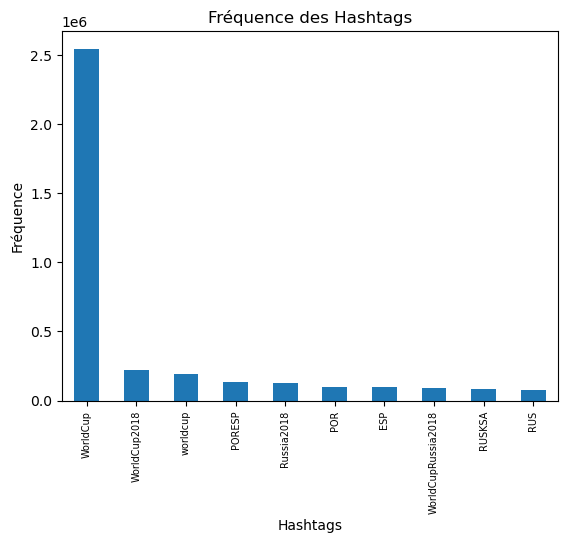 Fréquence des Hashtags
1e6
2.5
2.0
1.5
1.0
0.5
0.0
Fréquence
WorldCup
WorldCup2018
worldcup
PORESP
Russia2018
POR
ESP
WorldCupRussia2018
RUSKSA
RUS
Hashtags